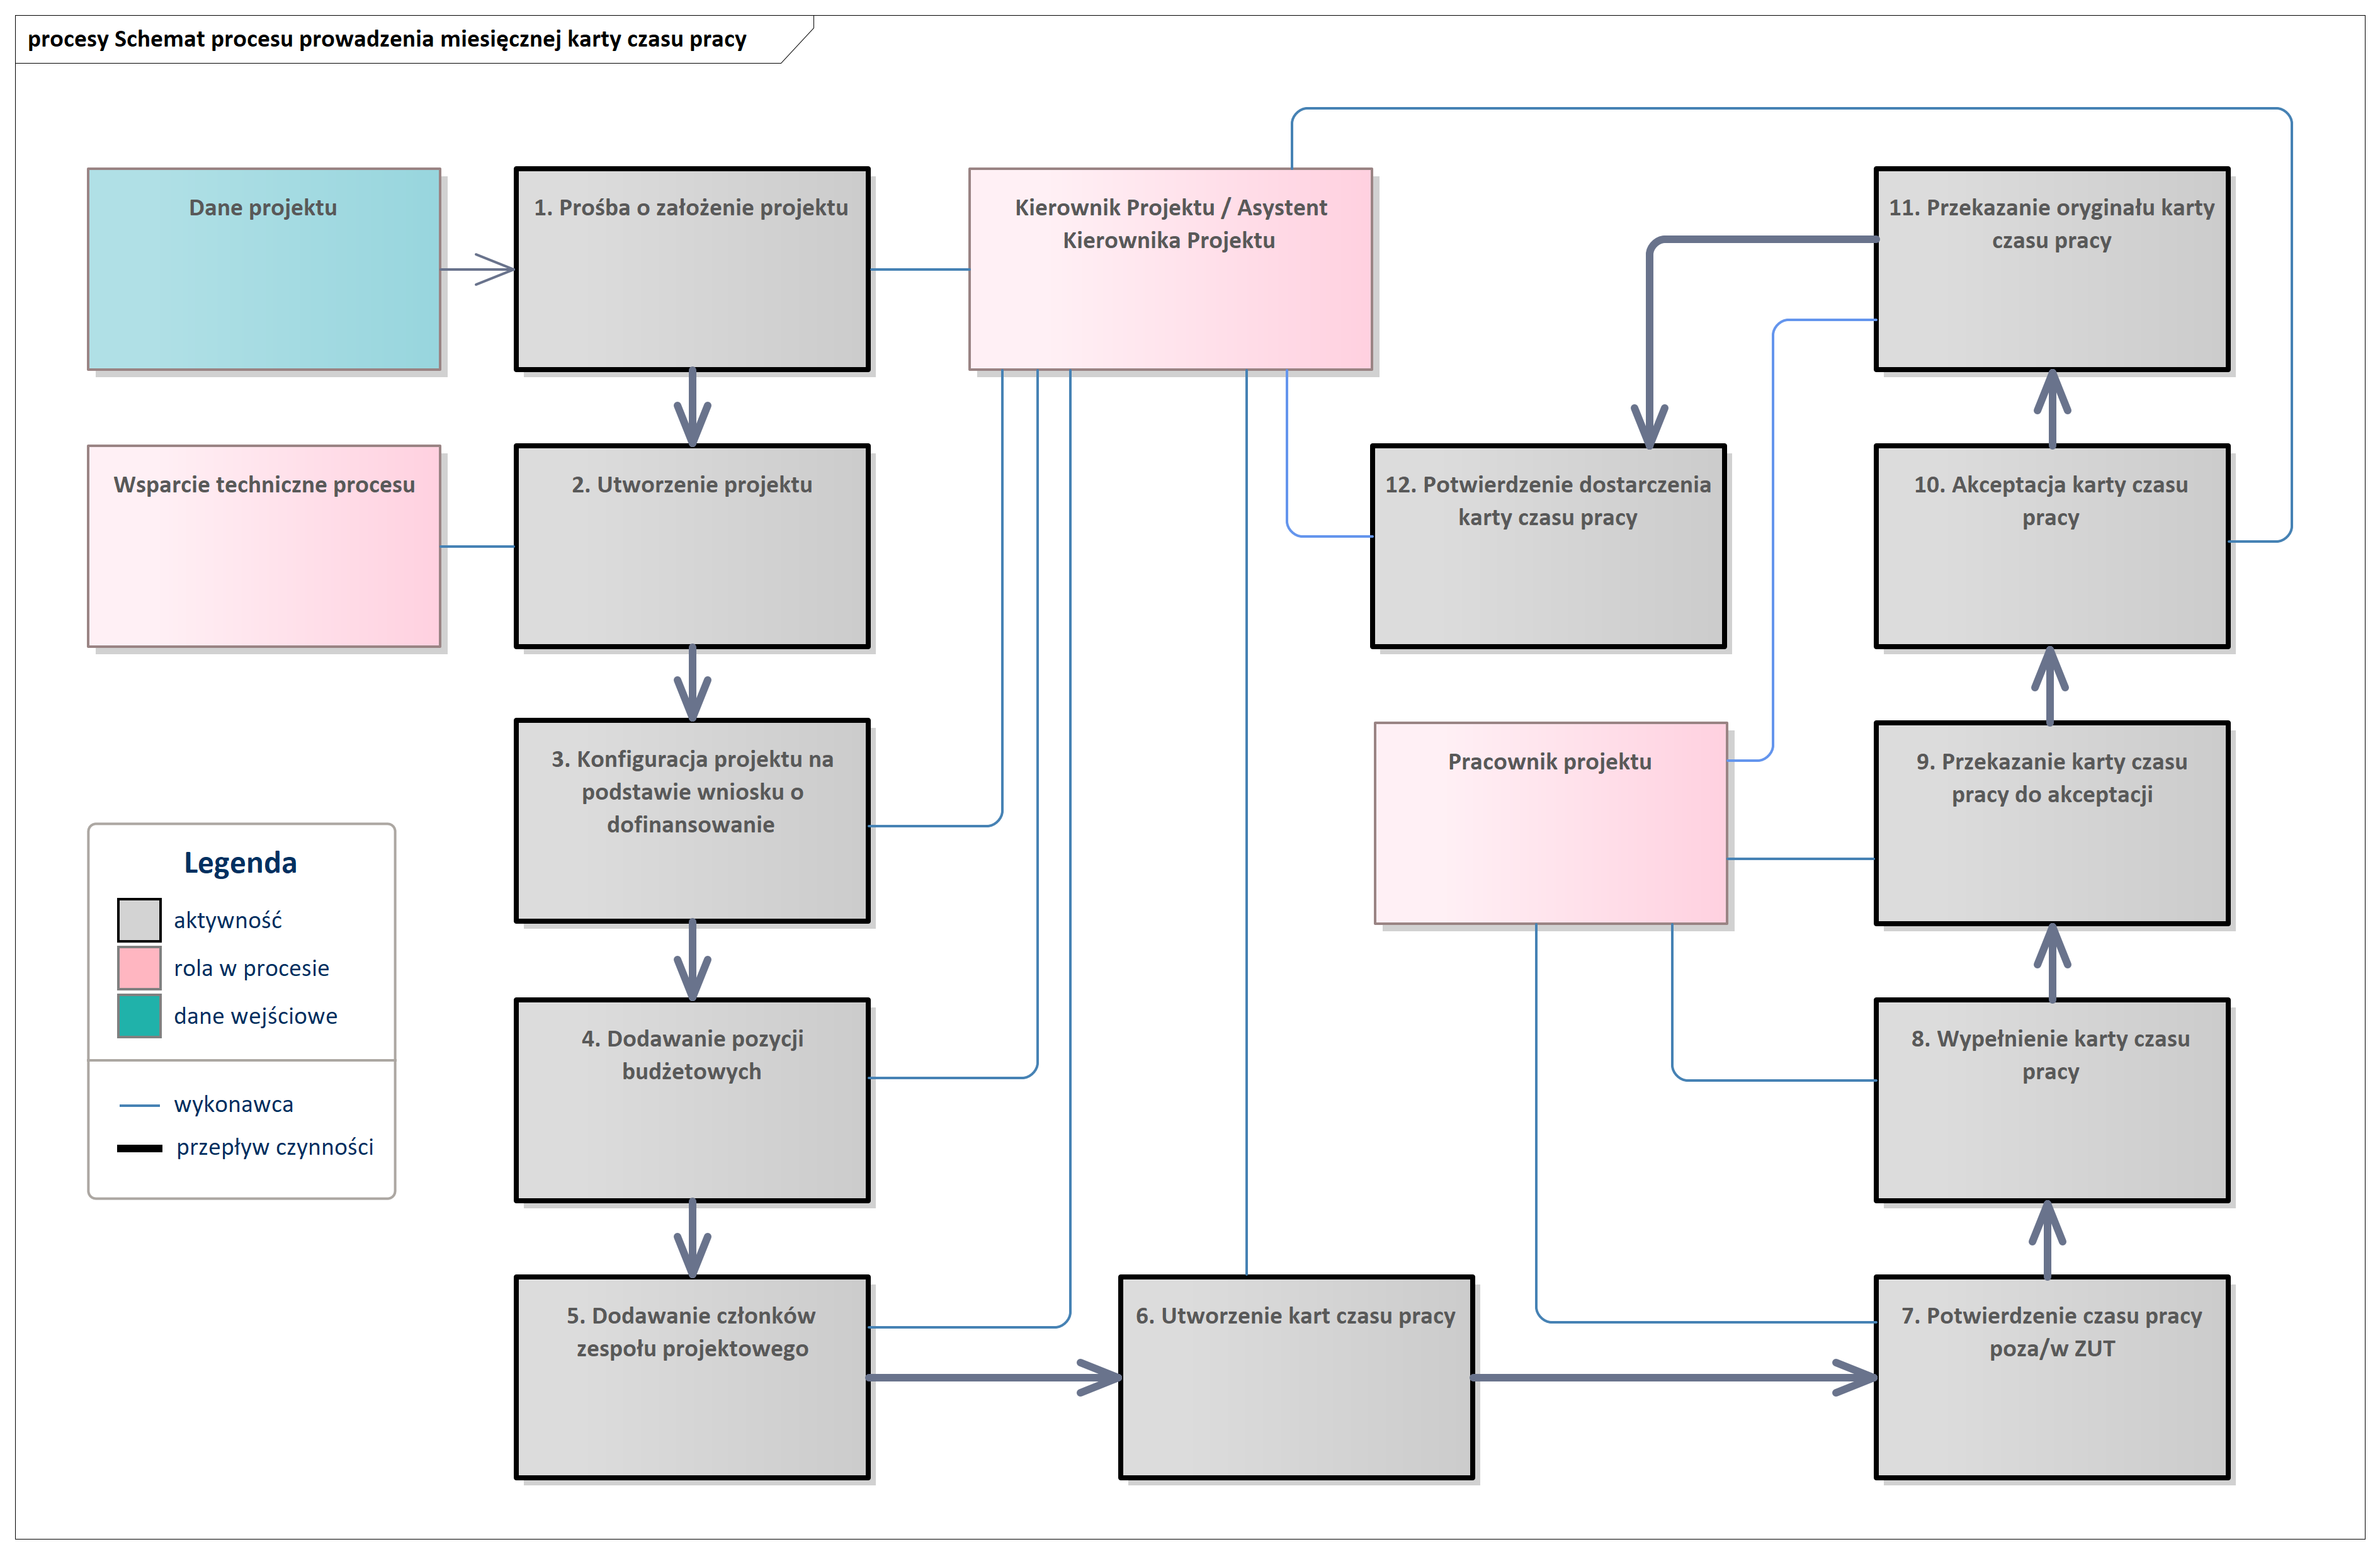 procesy Schemat procesu prowadzenia miesięcznej karty czasu pracy
Dane projektu
1. Prośba o założenie projektu
Kierownik Projektu / Asystent
Kierownika Projektu
11. Przekazanie oryginału karty
czasu pracy
Wsparcie techniczne procesu
2. Utworzenie projektu
12. Potwierdzenie dostarczenia
karty czasu pracy
10. Akceptacja karty czasu
pracy
3. Konfiguracja projektu na
podstawie wniosku o
dofinansowanie
Pracownik projektu
9. Przekazanie karty czasu
pracy do akceptacji
Legenda
aktywność
rola w procesie
dane wejściowe
wykonawca
przepływ czynności
4. Dodawanie pozycji
budżetowych
8. Wypełnienie karty czasu
pracy
5. Dodawanie członków
zespołu projektowego
6. Utworzenie kart czasu pracy
7. Potwierdzenie czasu pracy
poza/w ZUT